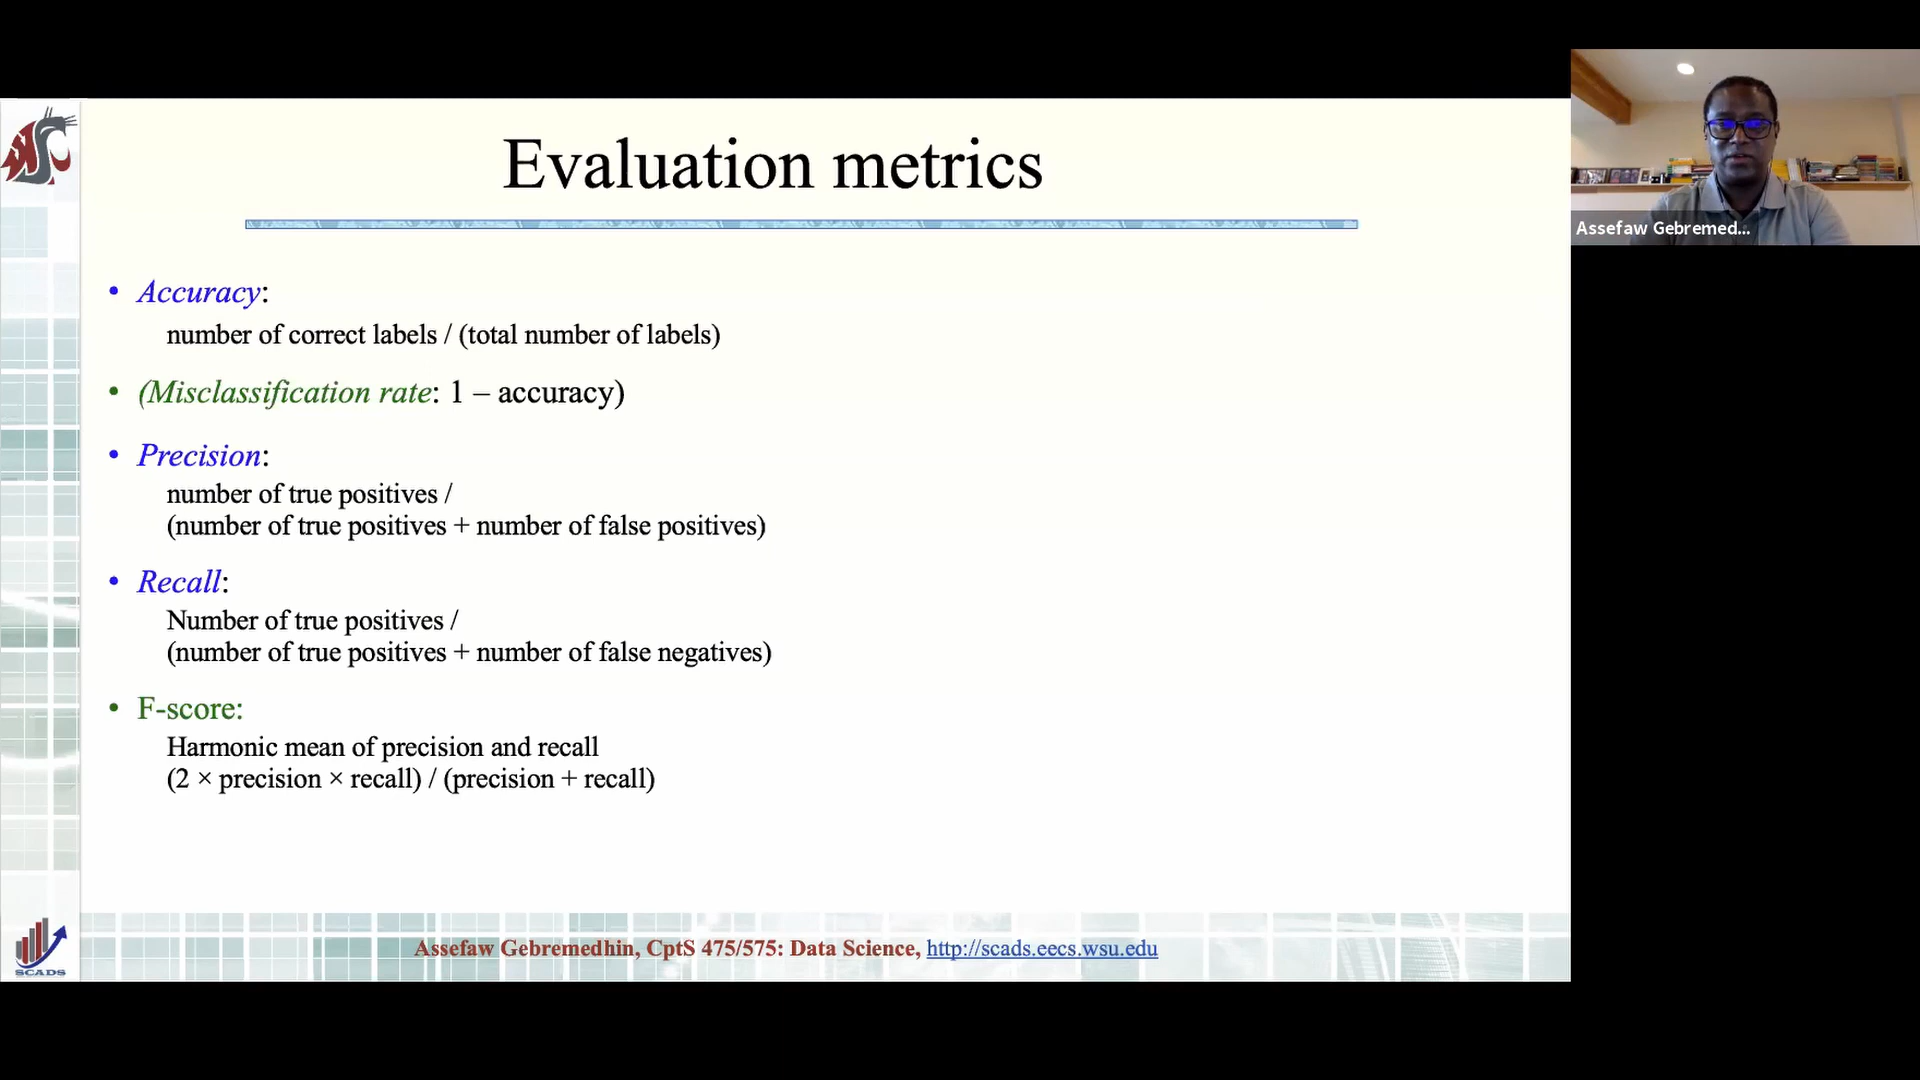 Evaluation metrics
• Accuracy:
number of correct labels / (total number of labels)
• (Misclassification rate: 1 – accuracy)
• Precision:
number of true positives /
(number of true positives + number of false positives)
• Recall:
Number of true positives /
(number of true positives + number of false negatives)
• F-score:
Harmonic mean of precision and recall
(2 × precision × recall) / (precision + recall)
Assefaw Gebremedhin, CptS 475/575: Data Science, http://scads.eecs.wsu.edu
SCADS
Assefaw Gebremed...